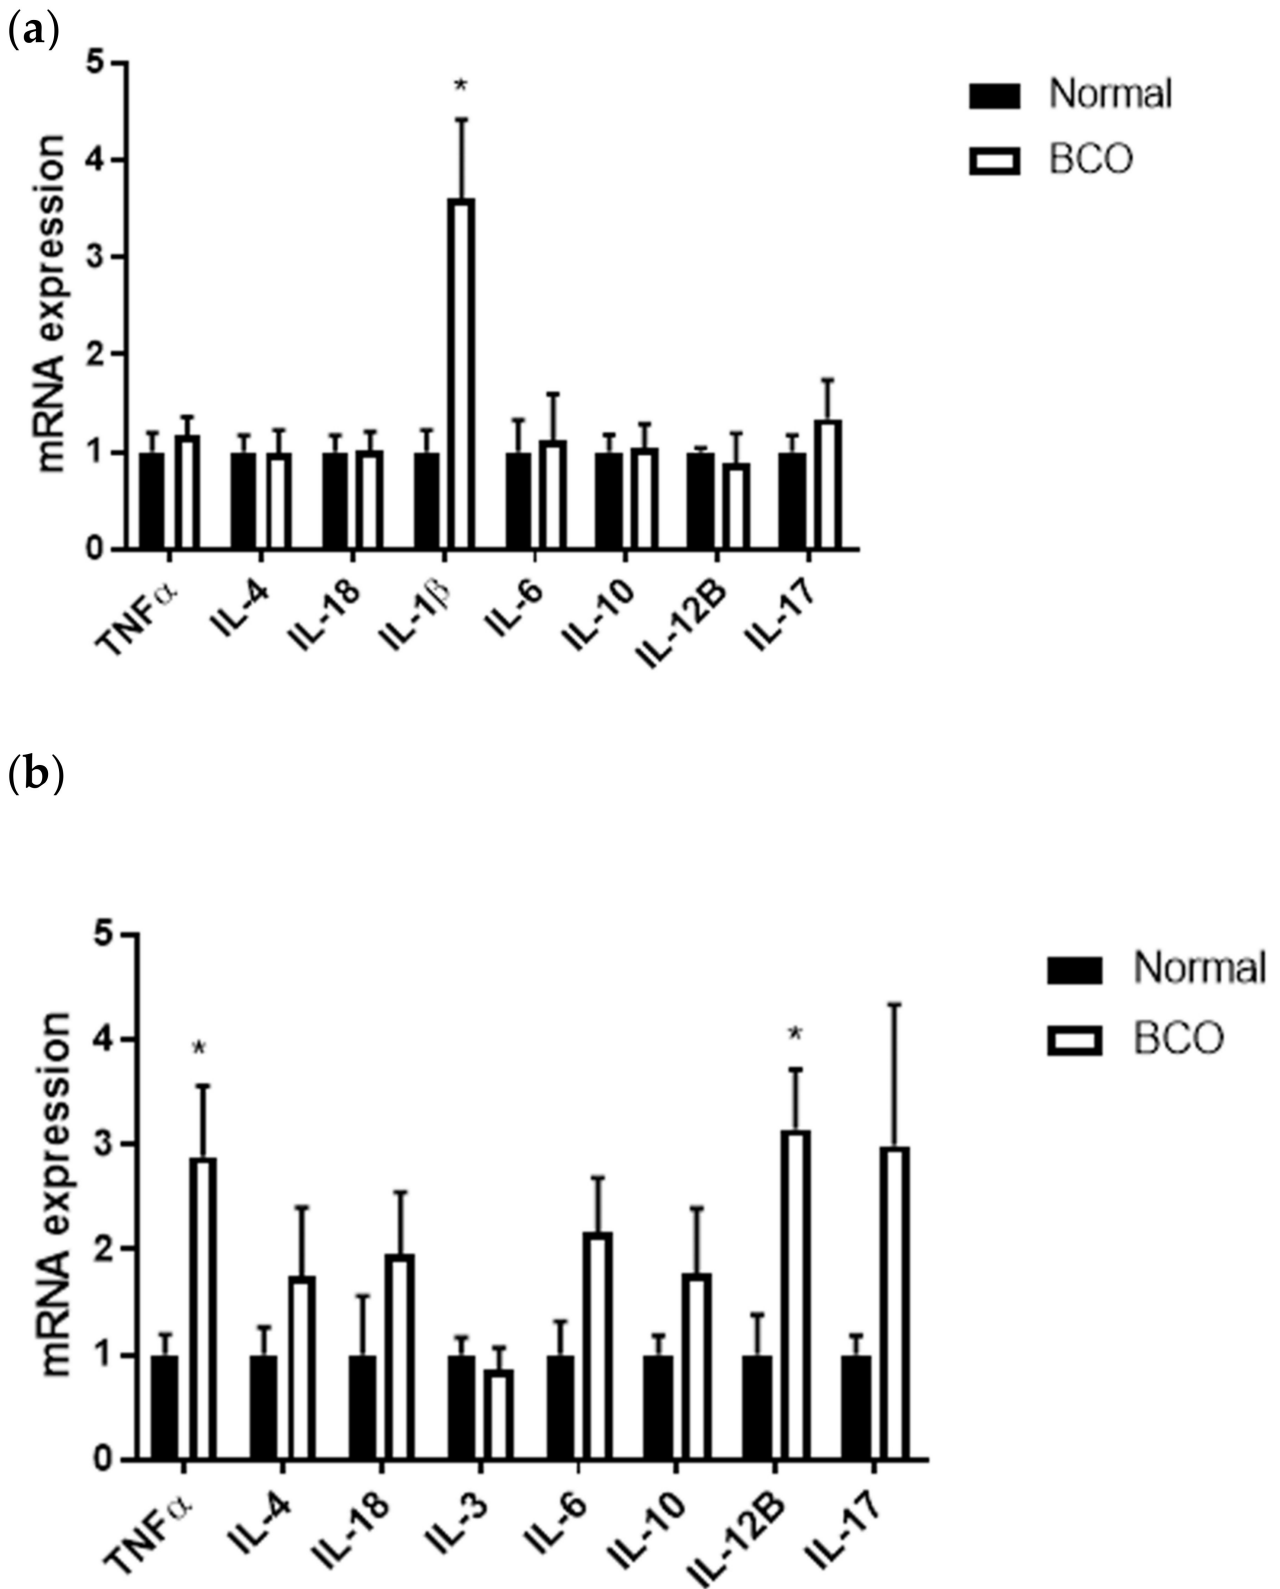 (a)
5
4
3
2
1
0
mRNA expression
*
Normal
BCO
TNFα
IL-4
IL-18
IL-1β
IL-6
IL-10
IL-12B
IL-17
(b)
5
4
3
2
1
0
mRNA expression
*
*
Normal
BCO
TNFα
IL-4
IL-18
IL-3
IL-6
IL-10
IL-12B
IL-17